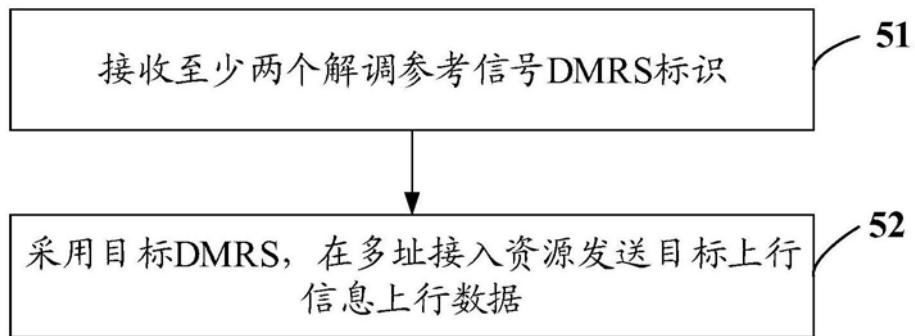 接收至少两个解调参考信号DMRS标识
51
采用目标DMRS，在多址接入资源发送目标上行
信息上行数据
52